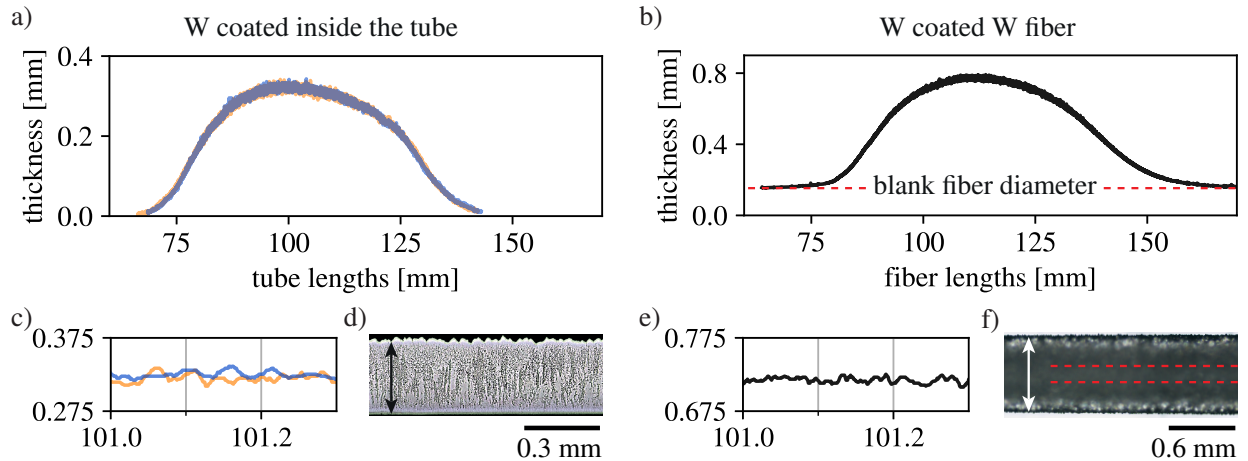 a)
W coated inside the tube
0.4
0.2
0.0
thickness [mm]
75
100
125
150
tube lengths [mm]
b)
W coated W fiber
0.8
0.4
0.0
thickness [mm]
blank fiber diameter
75
100
125
150
fiber lengths [mm]
c)
0.375
0.275
101.0
101.2
d)
0.3 mm
e)
0.775
0.675
101.0
101.2
f)
0.6 mm